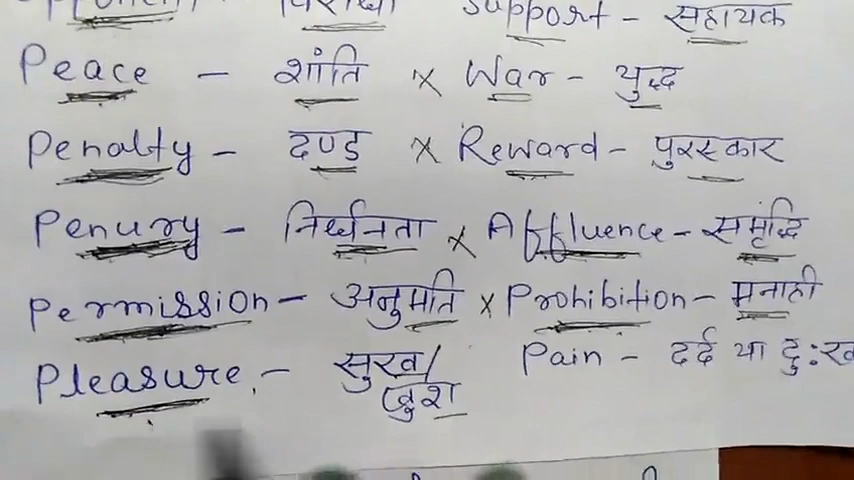 Support - सहायक
Peace - शांति × War - युद्ध
Penalty - दण्ड × Reward - पुरस्कार
Penury - निर्धनता × Affluence - समृद्धि
Permission - अनुमति × Prohibition - मनाही
Pleasure - सुख/ Pain - दर्द या दुःख
खुश